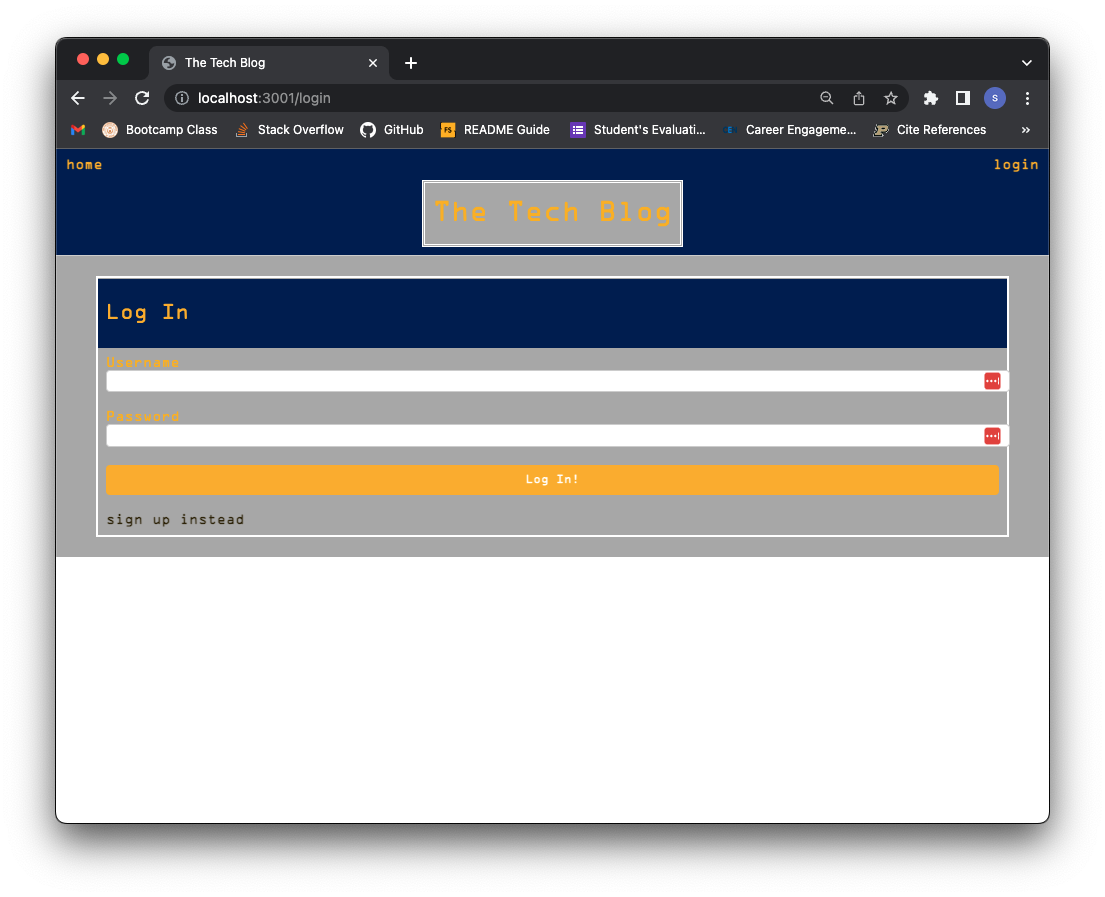 The Tech Blog
localhost:3001/login
S
Bootcamp Class Stack Overflow GitHub FS README Guide Student's Evaluati... Career Engageme... Cite References »
home login
The Tech Blog
Log In
Username
Password
Log In!
sign up instead